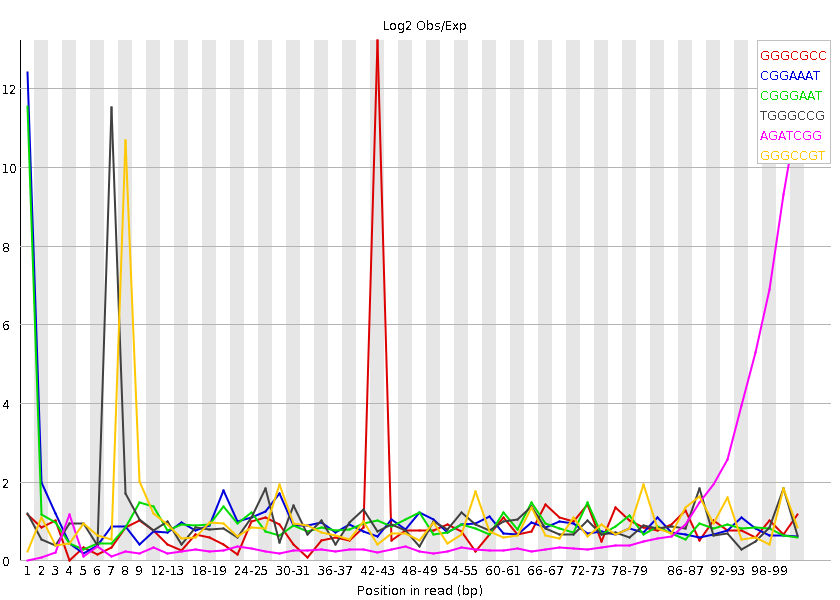 Log2 Obs/Exp
GGGCGCC
CGGAAAT
CGGGAAT
TGGGCCG
AGATCGG
GGGCCGT
12
10
8
6
4
2
0
1 2 3 4 5 6 7 8 9 12-13 18-19 24-25 30-31 36-37 42-43 48-49 54-55 60-61 66-67 72-73 78-79 86-87 92-93 98-99
Position in read (bp)